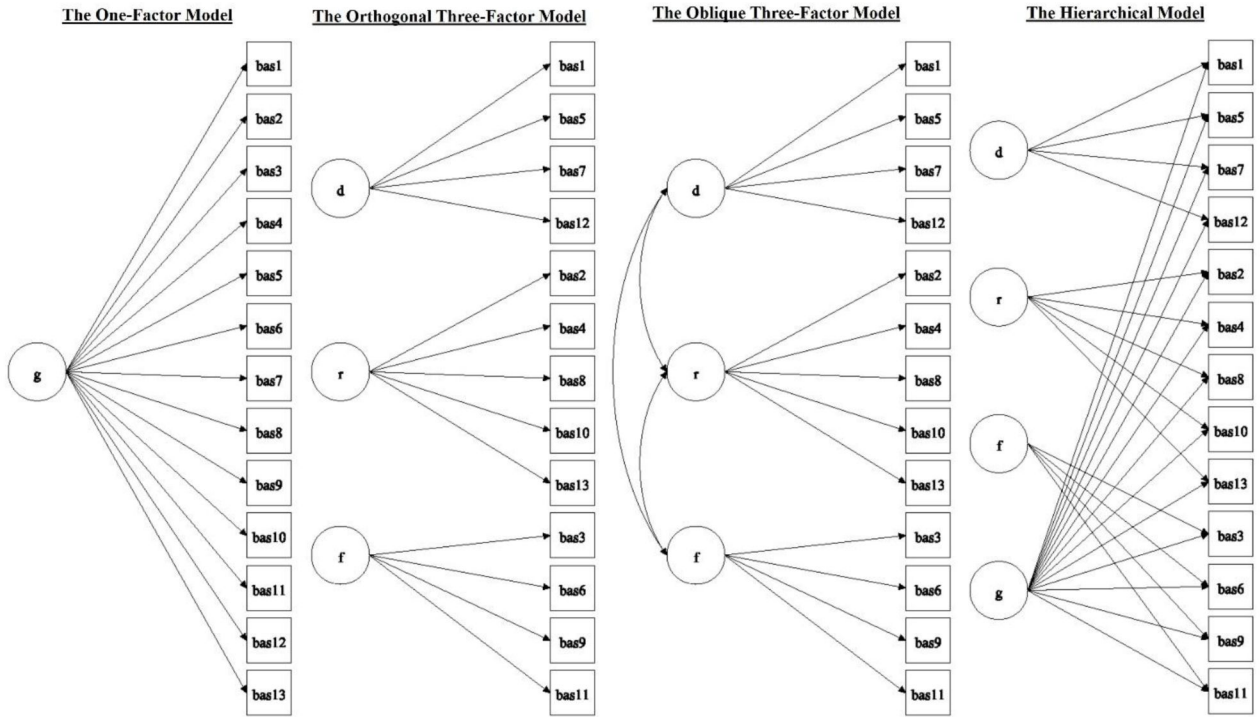 The One-Factor Model
g
bas1
bas2
bas3
bas4
bas5
bas6
bas7
bas8
bas9
bas10
bas11
bas12
bas13
The Orthogonal Three-Factor Model
d
r
f
bas1
bas5
bas7
bas12
bas2
bas4
bas8
bas10
bas13
bas3
bas6
bas9
bas11
The Oblique Three-Factor Model
d
r
f
bas1
bas5
bas7
bas12
bas2
bas4
bas8
bas10
bas13
bas3
bas6
bas9
bas11
The Hierarchical Model
d
r
f
g
bas1
bas5
bas7
bas12
bas2
bas4
bas8
bas10
bas13
bas3
bas6
bas9
bas11